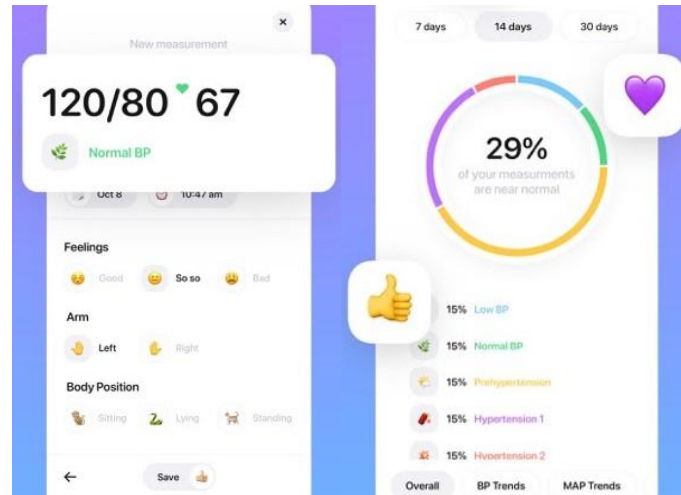 New measurement
120/80 67
Normal BP
Oct 8 10:47 am
Feelings
Good So so Bad
Arm
Left Right
Body Position
Sitting Lying Standing
Save
7 days 14 days 30 days
29%
of your measurments
are near normal
15% Low BP
15% Normal BP
15% Prehypertension
15% Hypertension 1
15% Hypertension 2
Overall BP Trends MAP Trends